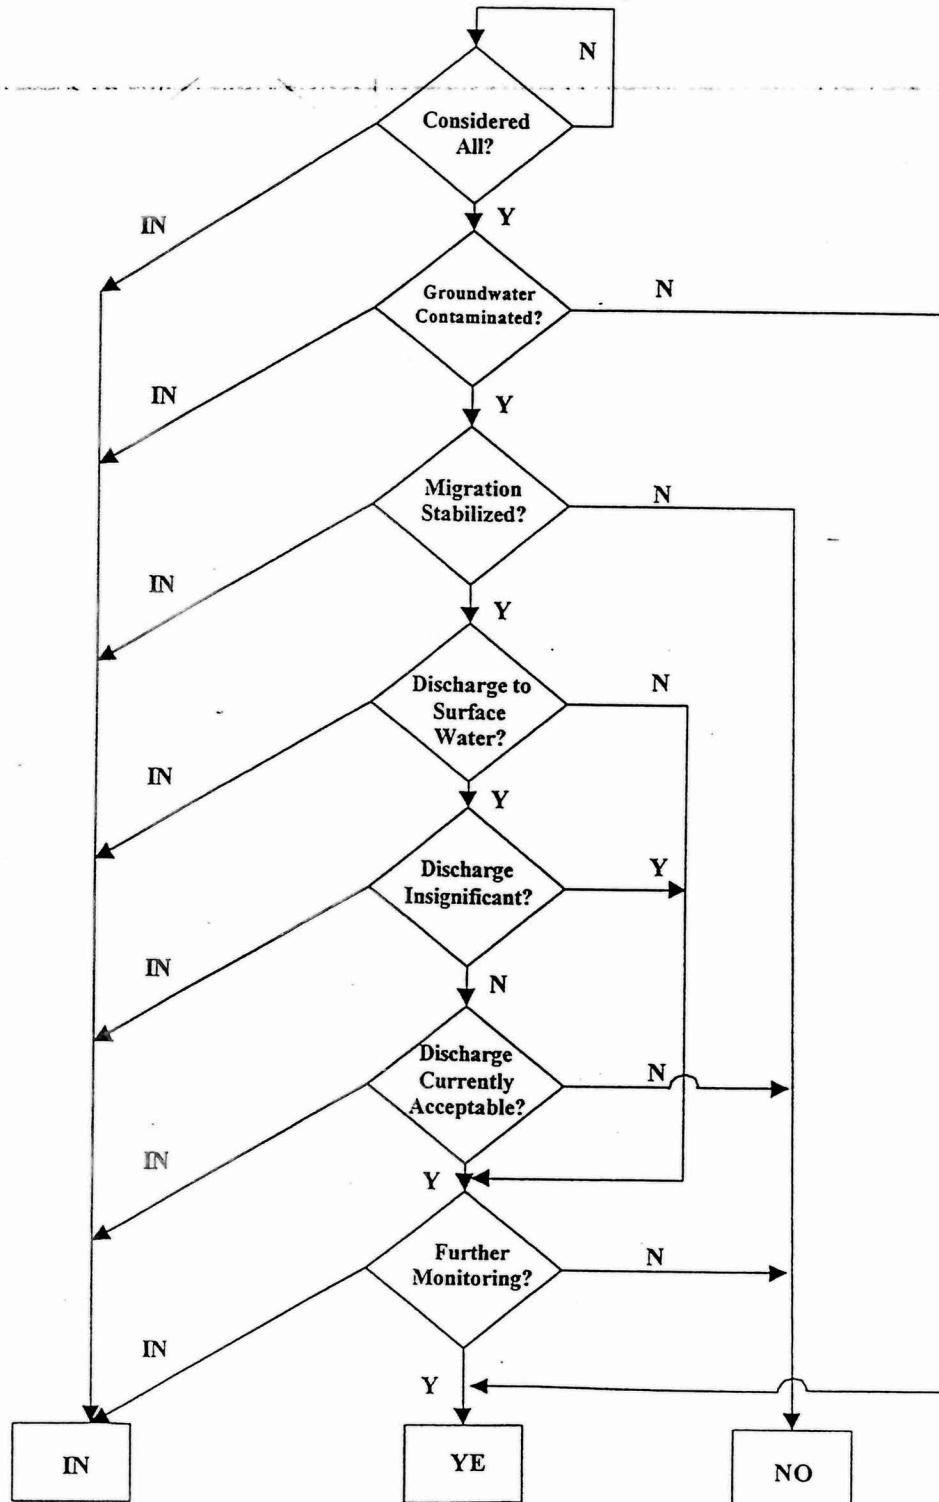 N
Considered
All?
IN
Y
Groundwater
Contaminated?
N
IN
Y
Migration
Stabilized?
N
IN
Y
Discharge to
Surface
Water?
N
IN
Y
Discharge
Insignificant?
Y
IN
N
Discharge
Currently
Acceptable?
N
IN
Y
Further
Monitoring?
N
IN
Y
IN
YE
NO